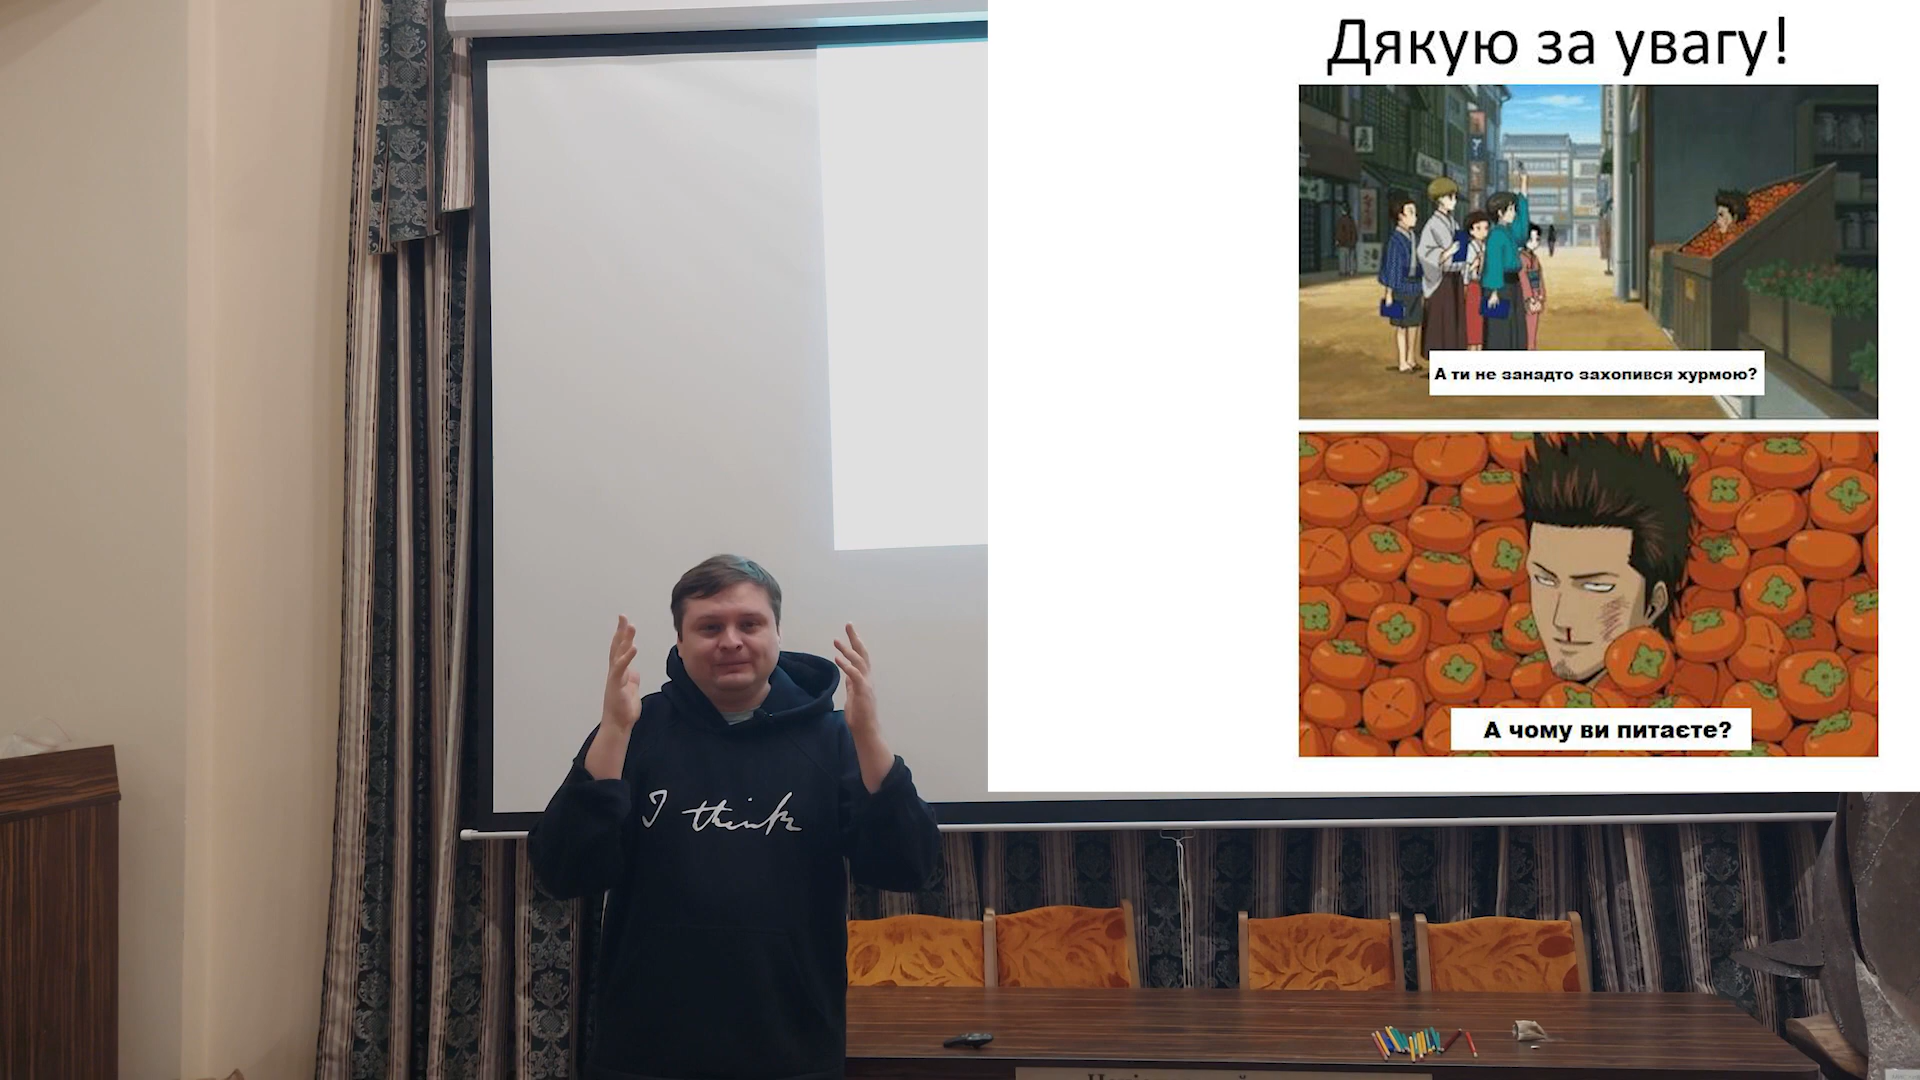 Дякую за увагу!
А ти не занадто захопився хурмою?
А чому ви питаєте?
I think